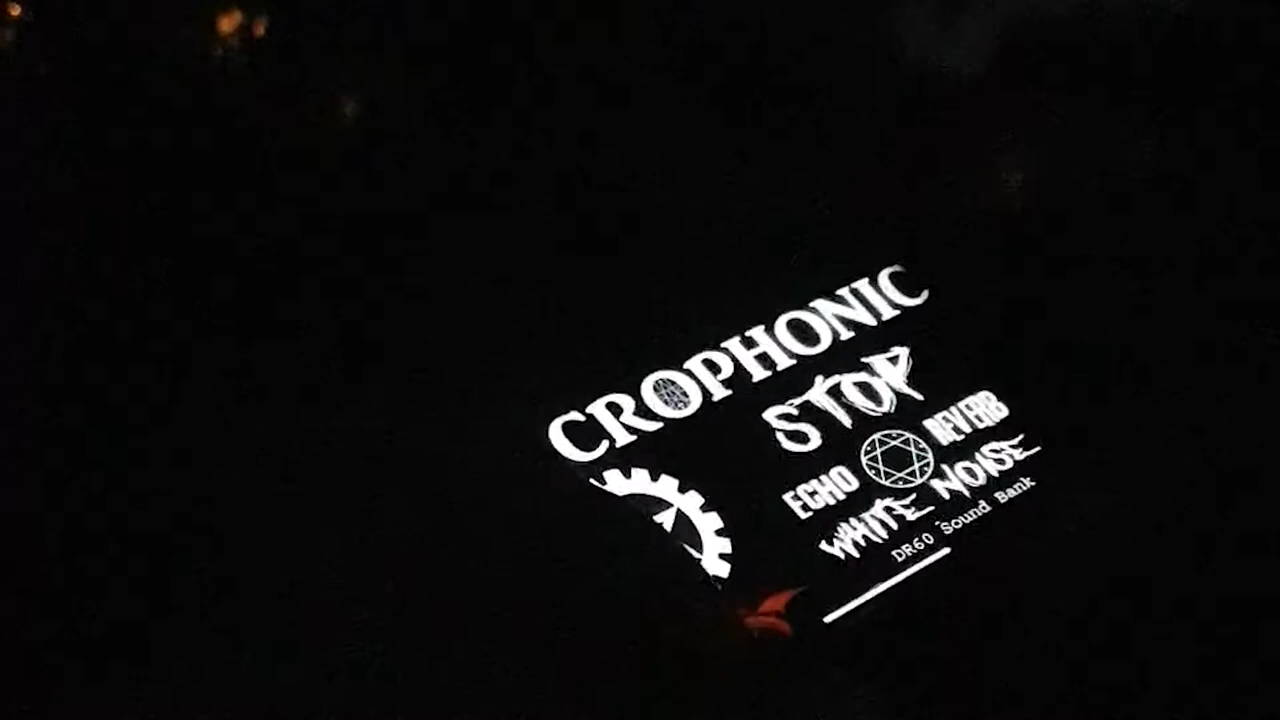 CROPHONIC
STOP
ECHO REVERB
WHITE NOISE
DR60 Sound Bank